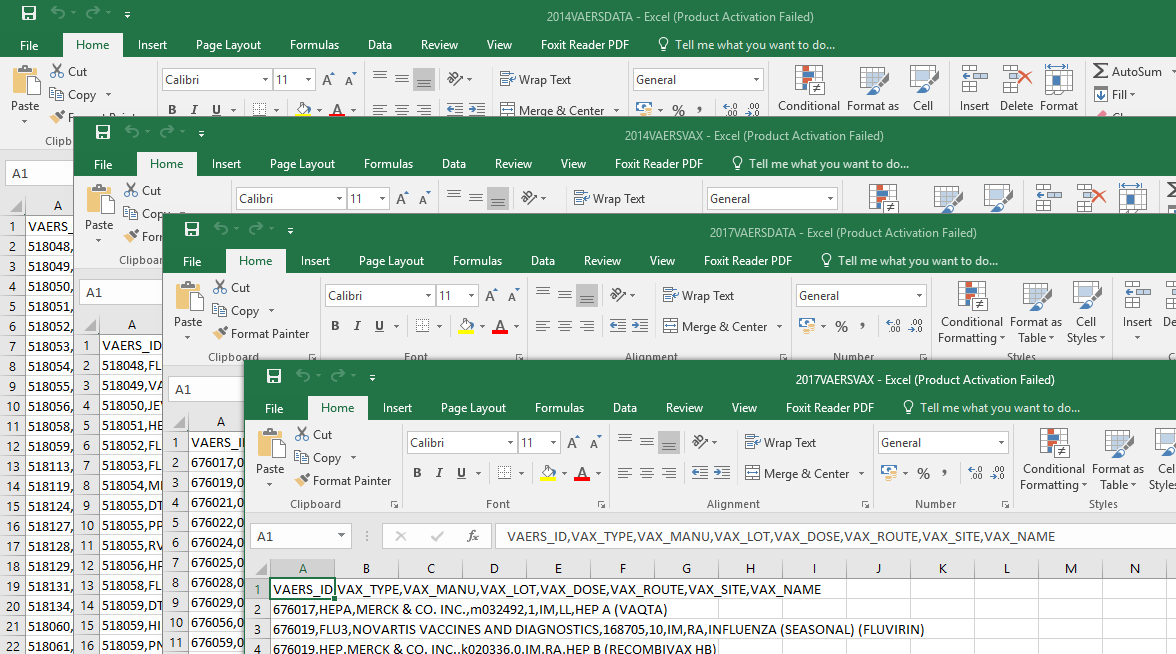 2014VAERSDATA - Excel (Product Activation Failed)
File Home Insert Page Layout Formulas Data Review View Foxit Reader PDF Tell me what you want to do...
Cut Calibri 11 Wrap Text General AutoSum
Copy Fill
Paste B I U Merge & Center % , Conditional Format as Cell Insert Delete Format
2014VAERSVAX - Excel (Product Activation Failed)
File Home Insert Page Layout Formulas Data Review View Foxit Reader PDF Tell me what you want to do...
A1
Cut Calibri 11 Wrap Text General
Paste
Clipboard
A
1 VAERS_
2 518048,
3 518049,
4 518050,
5 518051,
6 518052,
7 518053,
8 518054,
9 518055,
10 518056,
11 518058,
12 518059,
13 518113,
14 518119,
15 518124,
16 518127,
17 518128,
18 518129,
19 518131,
20 518134,
21 518060,
22 518061,
A1
A
1 VAERS_ID
2 518048,FL
3 518049,VA
4 518050,JEV
5 518051,HE
6 518052,FL
7 518053,FL
8 518054,M
9 518055,DT
10 518055,PP
11 518055,RV
12 518056,HP
13 518058,FL
14 518059,DT
15 518059,HI
16 518059,PN
2017VAERSDATA - Excel (Product Activation Failed)
File Home Insert Page Layout Formulas Data Review View Foxit Reader PDF Tell me what you want to do...
Cut Calibri 11 Wrap Text General
Copy
Paste Format Painter B I U Merge & Center % , Conditional Formatting Format as Table Cell Styles Insert
Clipboard Font Alignment Number Styles
A1
A
1 VAERS_I
2 676017,0
3 676019,0
4 676021,0
5 676022,0
6 676024,0
7 676025,0
8 676028,0
9 676029,0
10 676056,0
11 676059,0
2017VAERSVAX - Excel (Product Activation Failed)
File Home Insert Page Layout Formulas Data Review View Foxit Reader PDF Tell me what you want to do...
Cut Calibri 11 Wrap Text General
Copy
Paste Format Painter B I U Merge & Center % , Conditional Formatting Format as Table
Clipboard Font Alignment Number Styles
A1 fx VAERS_ID,VAX_TYPE,VAX_MANU,VAX_LOT,VAX_DOSE,VAX_ROUTE,VAX_SITE,VAX_NAME
A B C D E F G H I J K L M N
1 VAERS_ID,VAX_TYPE,VAX_MANU,VAX_LOT,VAX_DOSE,VAX_ROUTE,VAX_SITE,VAX_NAME
2 676017,HEPA,MERCK & CO. INC.,m032492,1,IM,LL,HEP A (VAQTA)
3 676019,FLU3,NOVARTIS VACCINES AND DIAGNOSTICS,168705,10,IM,RA,INFLUENZA (SEASONAL) (FLUVIRIN)
4 676019,HEP,MERCK & CO. INC.,k020336,0,IM,RA,HEP B (RECOMBIVAX HB)